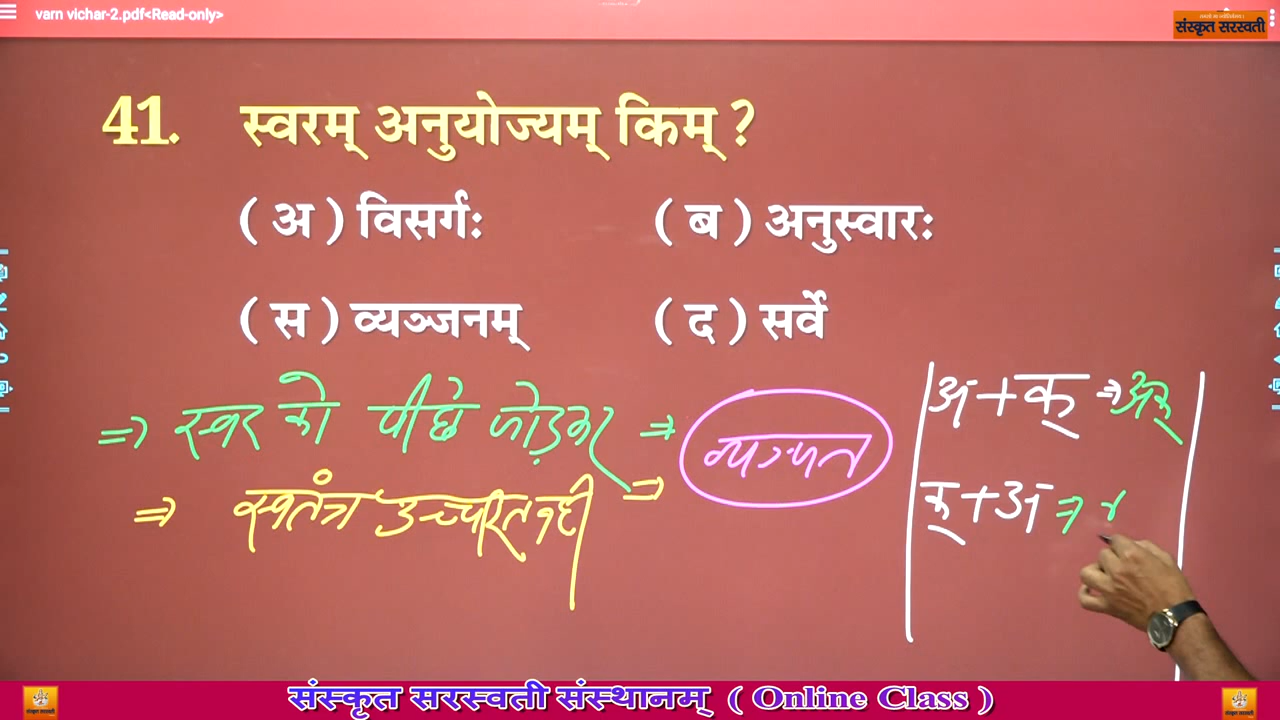 varn vichar-2.pdf<Read-only>
संस्कृत सरस्वती
41. स्वरम् अनुयोज्यम् किम् ?
( अ ) विसर्गः ( ब ) अनुस्वारः
( स ) व्यञ्जनम् ( द ) सर्वे
⇒ स्वर को पीछे जोड़कर ⇒ व्यञ्जन
⇒ स्वतंत्र उच्चारत नही ⇒
अ + क् ⇒ अक्
क् + अ ⇒
संस्कृत सरस्वती संस्थानम् ( Online Class )